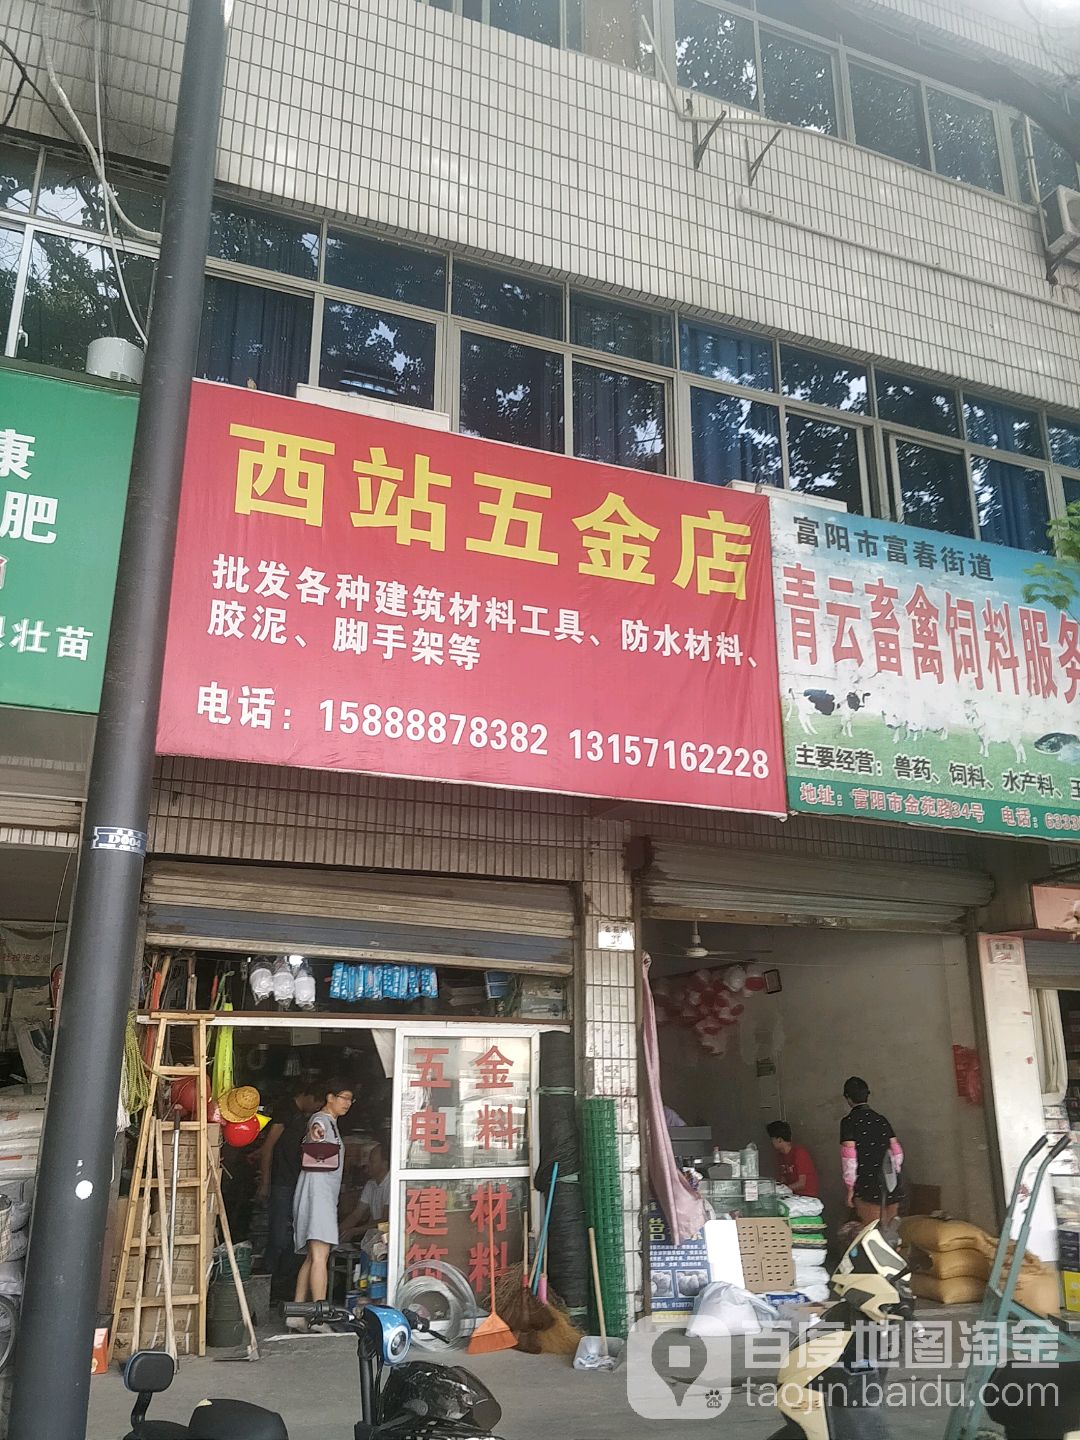 康
肥
壮苗
西站五金店
批发各种建筑材料工具、防水材料、
胶泥、脚手架等
电话：15888878382 13157162228
富阳市富春街道
青云畜禽饲料服务
主要经营：兽药、饲料、水产料、玉
地址：富阳市金苑路34号 电话：6333
D004
五金
电料
建材
筑料
百度地图淘金
taojin.baidu.com